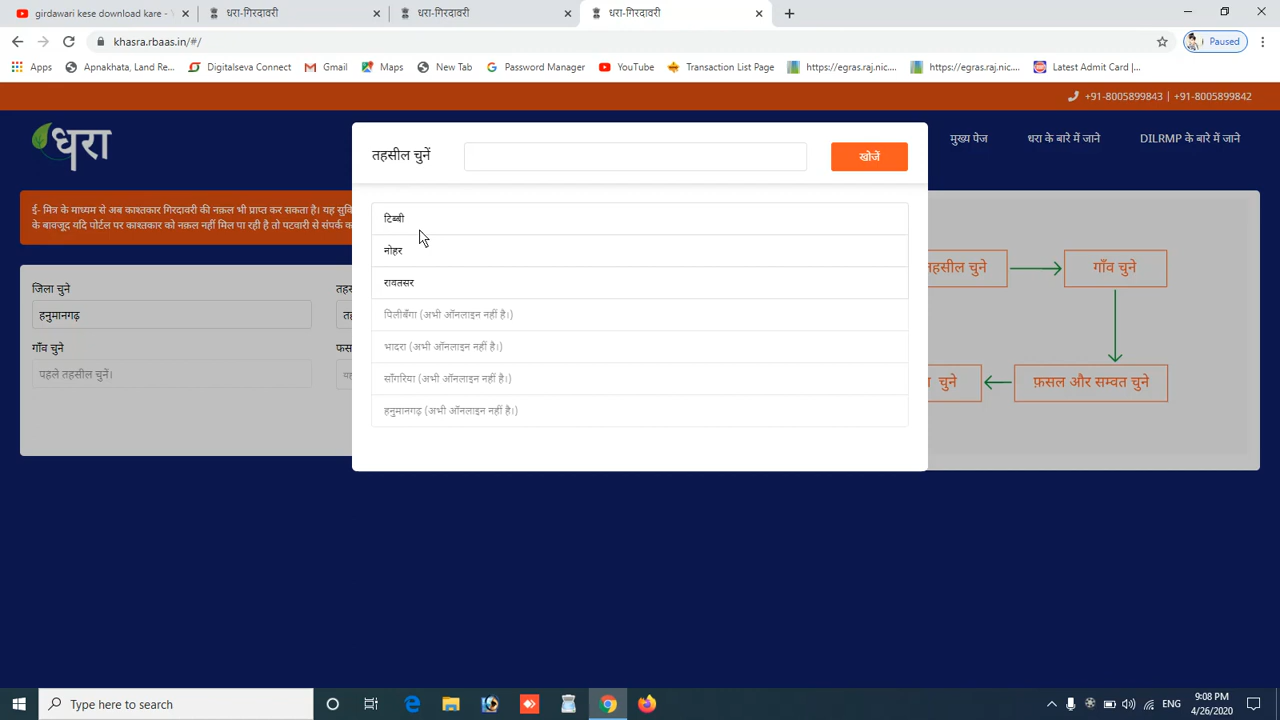 girdawari kese download kare - Y
धरा-गिरदावरी
धरा-गिरदावरी
धरा-गिरदावरी
khasra.rbaas.in/#/
Paused
Apps
Apnakhata, Land Re...
Digitalseva Connect
Gmail
Maps
New Tab
Password Manager
YouTube
Transaction List Page
https://egras.raj.nic....
https://egras.raj.nic....
Latest Admit Card |...
+91-8005899843 | +91-8005899842
धरा
मुख्य पेज
धरा के बारे में जाने
DILRMP के बारे में जाने
तहसील चुनें
खोजें
ई- मित्र के माध्यम से अब काश्तकार गिरदावरी की नक़ल भी प्राप्त कर सकता है। यह
के बावजूद यदि पोर्टल पर काश्तकार को नक़ल नहीं मिल पा रही है तो पटवारी से संपर्क
टिब्बी
नोहर
रावतसर
पिलीबँगा (अभी ऑनलाइन नहीं है।)
भादरा (अभी ऑनलाइन नहीं है।)
साँगरिया (अभी ऑनलाइन नहीं है।)
हनुमानगढ़ (अभी ऑनलाइन नहीं है।)
जिला चुने
हनुमानगढ़
गाँव चुने
पहले तहसील चुनें।
तहसील चुने
गाँव चुने
चुने
फ़सल और सम्वत चुने
Type here to search
ENG
9:08 PM
4/26/2020